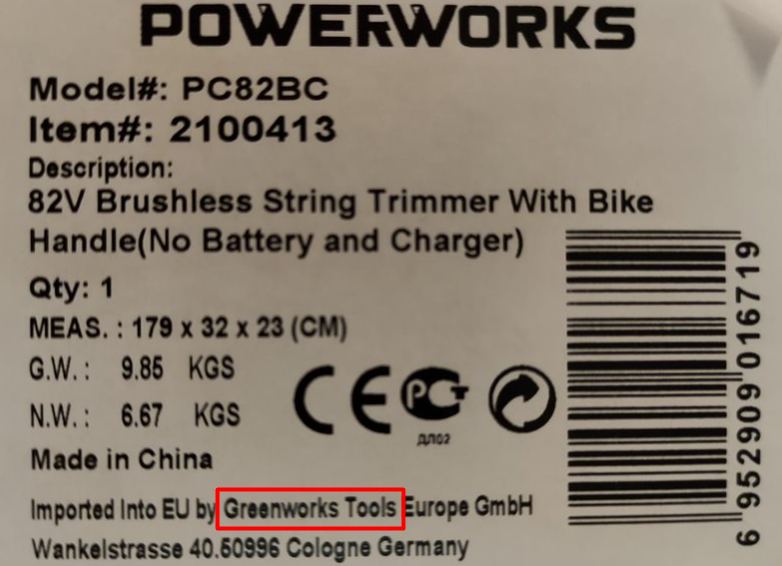 POWERWORKS
Model#: PC82BC
Item#: 2100413
Description:
82V Brushless String Trimmer With Bike
Handle(No Battery and Charger)
Qty: 1
MEAS. : 179 x 32 x 23 (CM)
G.W. : 9.85 KGS
N.W. : 6.67 KGS
CE
PCT
ДЛ02
Made in China
Imported Into EU by Greenworks Tools Europe GmbH
Wankelstrasse 40.50996 Cologne Germany
6 952909 016719